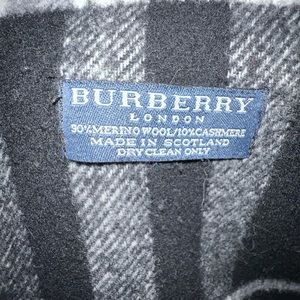 BURBERRY
LONDON
90%MERINO WOOL/10%CASHMERE
MADE IN SCOTLAND
DRY CLEAN ONLY